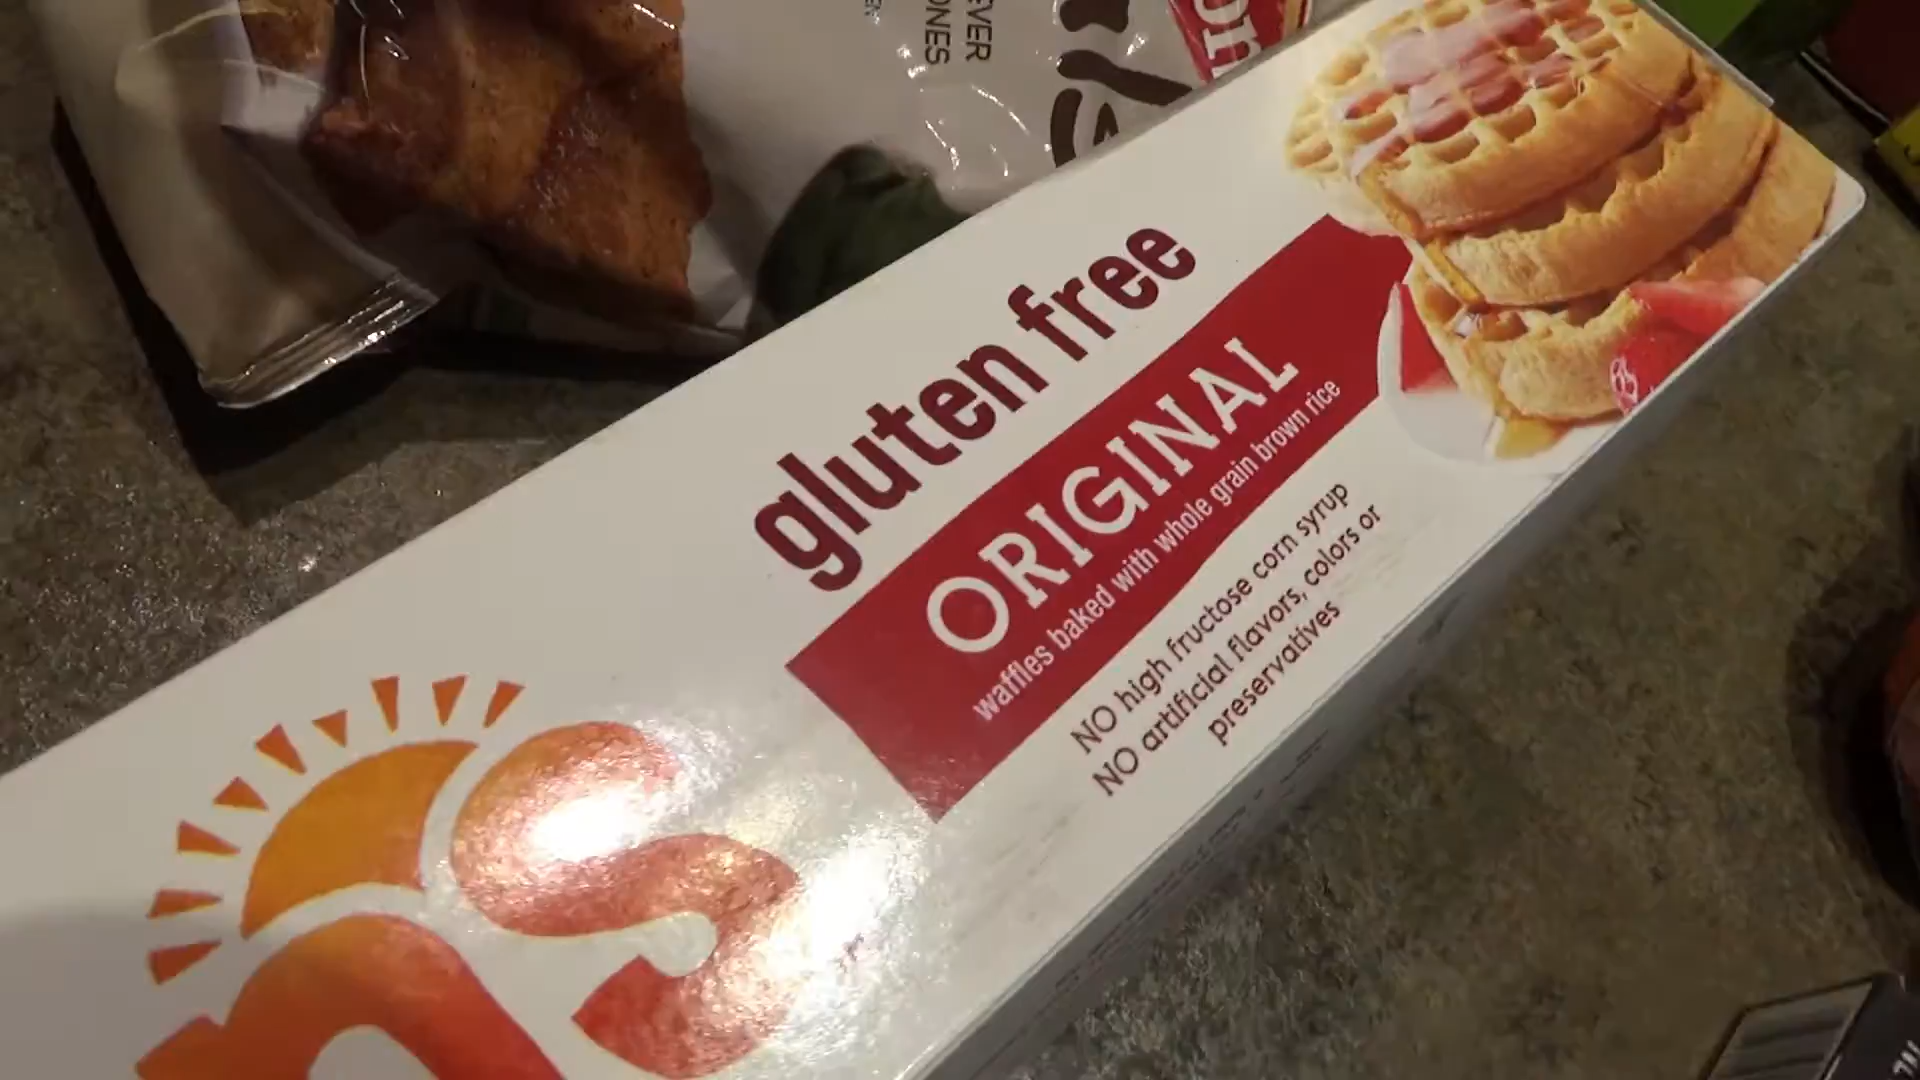 EVER
ONES
gluten free
ORIGINAL
waffles baked with whole grain brown rice
NO high fructose corn syrup
NO artificial flavors, colors or
preservatives